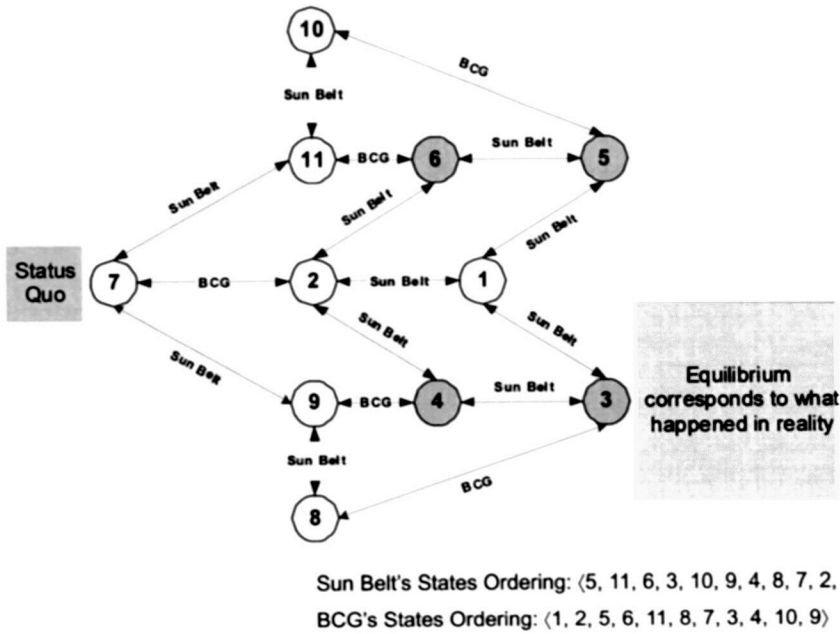 10
BCG
Sun Belt
11
BCG
6
Sun Belt
5
Sun Belt
Sun Belt
Sun Belt
Status
Quo
7
BCG
2
Sun Belt
1
Sun Belt
Sun Belt
Sun Belt
9
BCG
4
Sun Belt
3
Equilibrium
corresponds to what
happened in reality
Sun Belt
BCG
8
Sun Belt's States Ordering: ⟨5, 11, 6, 3, 10, 9, 4, 8, 7, 2,
BCG's States Ordering: ⟨1, 2, 5, 6, 11, 8, 7, 3, 4, 10, 9⟩